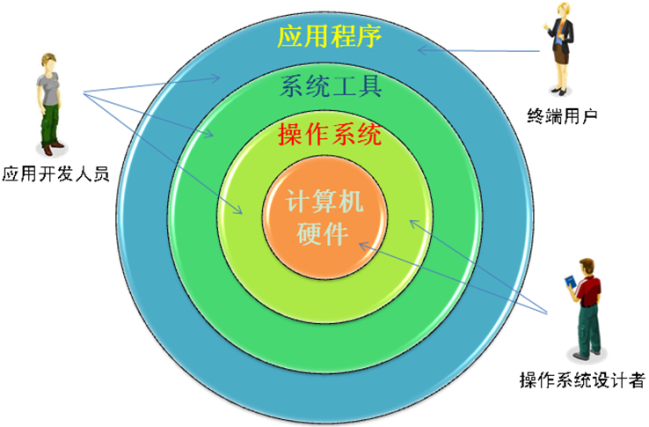 应用程序
系统工具
操作系统
计算机
硬件
终端用户
应用开发人员
操作系统设计者